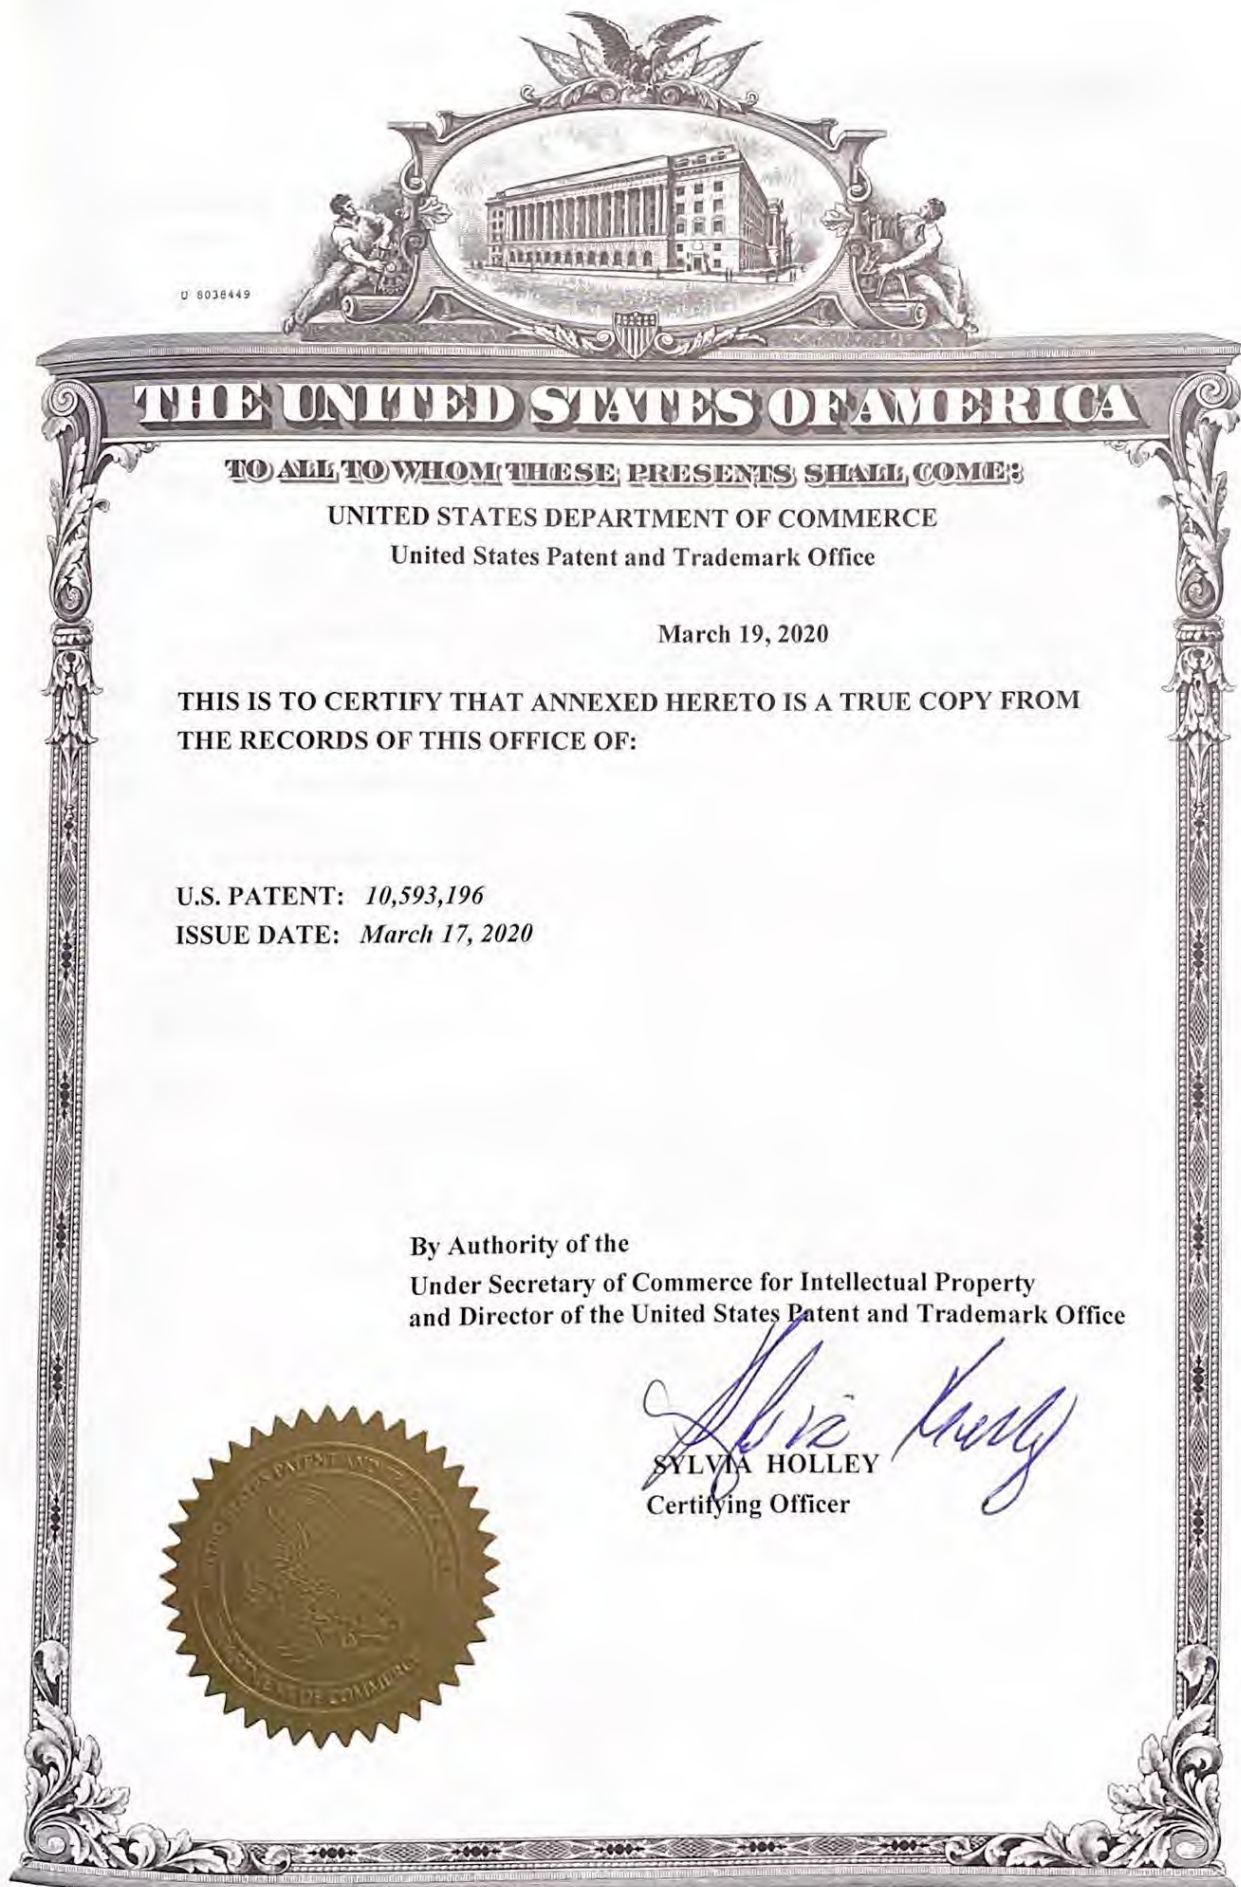 U 8038449
THE UNITED STATES OF AMERICA
TO ALL TO WHOM THESE PRESENTS SHALL COME:
UNITED STATES DEPARTMENT OF COMMERCE
United States Patent and Trademark Office
March 19, 2020
THIS IS TO CERTIFY THAT ANNEXED HERETO IS A TRUE COPY FROM
THE RECORDS OF THIS OFFICE OF:
U.S. PATENT: 10,593,196
ISSUE DATE: March 17, 2020
By Authority of the
Under Secretary of Commerce for Intellectual Property
and Director of the United States Patent and Trademark Office
SYLVIA HOLLEY
Certifying Officer
PATENT AND
OF COMMERCE